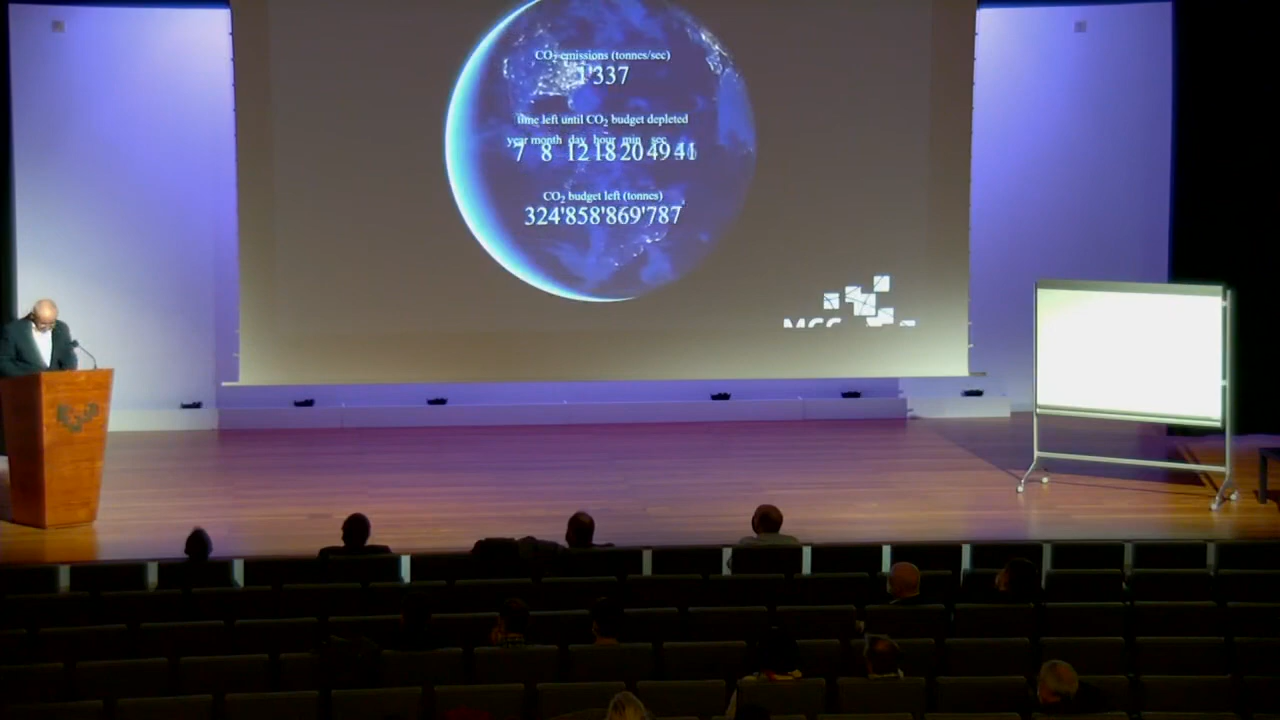 CO2 emissions (tonnes/sec)
1'337
time left until CO2 budget depleted
year month day hour min sec
7 8 12 18 20 49 41
CO2 budget left (tonnes)
324'858'869'787
MCC